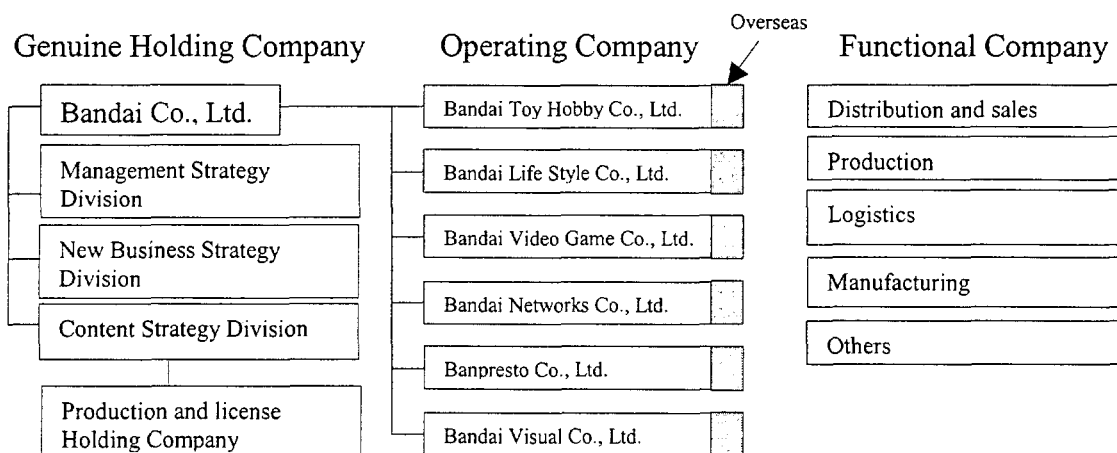 Overseas
Genuine Holding Company
Operating Company
Functional Company
Bandai Co., Ltd.
Management Strategy
Division
New Business Strategy
Division
Content Strategy Division
Production and license
Holding Company
Bandai Toy Hobby Co., Ltd.
Bandai Life Style Co., Ltd.
Bandai Video Game Co., Ltd.
Bandai Networks Co., Ltd.
Banpresto Co., Ltd.
Bandai Visual Co., Ltd.
Distribution and sales
Production
Logistics
Manufacturing
Others